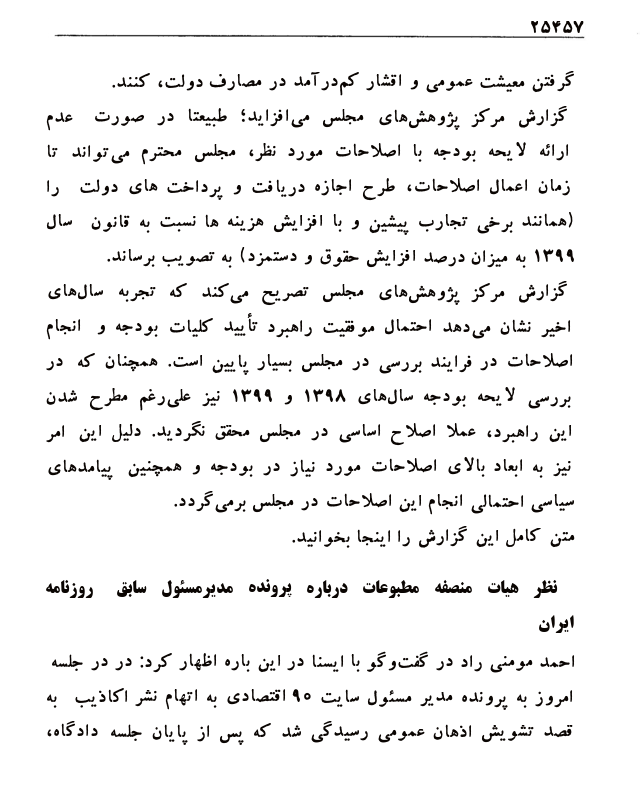 ۲۵۴۵۷
گرفتن معیشت عمومی و اقشار کم‌درآمد در مصارف دولت، کنند.
گزارش مرکز پژوهش‌های مجلس می‌افزاید؛ طبیعتا در صورت عدم
ارائه لایحه بودجه با اصلاحات مورد نظر، مجلس محترم می‌تواند تا
زمان اعمال اصلاحات، طرح اجازه دریافت و پرداخت های دولت را
(همانند برخی تجارب پیشین و با افزایش هزینه ها نسبت به قانون سال
۱۳۹۹ به میزان درصد افزایش حقوق و دستمزد) به تصویب برساند.
گزارش مرکز پژوهش‌های مجلس تصریح می‌کند که تجربه سال‌های
اخیر نشان می‌دهد احتمال موفقیت راهبرد تأیید کلیات بودجه و انجام
اصلاحات در فرایند بررسی در مجلس بسیار پایین است. همچنان که در
بررسی لایحه بودجه سال‌های ۱۳۹۸ و ۱۳۹۹ نیز علی‌رغم مطرح شدن
این راهبرد، عملا اصلاح اساسی در مجلس محقق نگردید. دلیل این امر
نیز به ابعاد بالای اصلاحات مورد نیاز در بودجه و همچنین پیامدهای
سیاسی احتمالی انجام این اصلاحات در مجلس برمی‌گردد.
متن کامل این گزارش را اینجا بخوانید.
نظر هیات منصفه مطبوعات درباره پرونده مدیرمسئول سابق روزنامه
ایران
احمد مومنی راد در گفت‌وگو با ایسنا در این باره اظهار کرد: در در جلسه
امروز به پرونده مدیر مسئول سایت ۹۵ اقتصادی به اتهام نشر اکاذیب به
قصد تشویش اذهان عمومی رسیدگی شد که پس از پایان جلسه دادگاه،